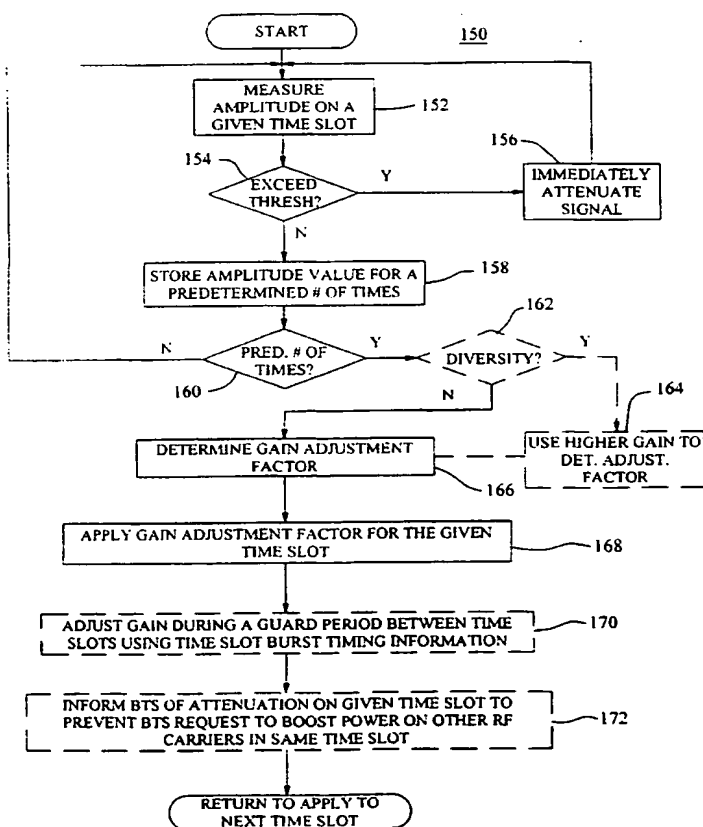 START
150
MEASURE
AMPLITUDE ON A
GIVEN TIME SLOT
152
154
EXCEED
THRESH?
Y
156
IMMEDIATELY
ATTENUATE
SIGNAL
N
STORE AMPLITUDE VALUE FOR A
PREDETERMINED # OF TIMES
158
162
N
PRED. # OF
TIMES?
Y
DIVERSITY?
Y
160
N
164
DETERMINE GAIN ADJUSTMENT
FACTOR
166
USE HIGHER GAIN TO
DET. ADJUST.
FACTOR
APPLY GAIN ADJUSTMENT FACTOR FOR THE GIVEN
TIME SLOT
168
ADJUST GAIN DURING A GUARD PERIOD BETWEEN TIME
SLOTS USING TIME SLOT BURST TIMING INFORMATION
170
INFORM BTS OF ATTENUATION ON GIVEN TIME SLOT TO
PREVENT BTS REQUEST TO BOOST POWER ON OTHER RF
CARRIERS IN SAME TIME SLOT
172
RETURN TO APPLY TO
NEXT TIME SLOT